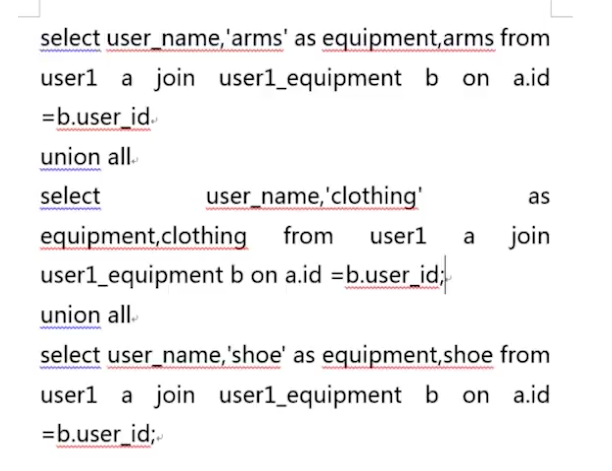 select user_name,'arms' as equipment,arms from
user1 a join user1_equipment b on a.id
=b.user_id
union all
select user_name,'clothing' as
equipment,clothing from user1 a join
user1_equipment b on a.id =b.user_id;
union all
select user_name,'shoe' as equipment,shoe from
user1 a join user1_equipment b on a.id
=b.user_id;